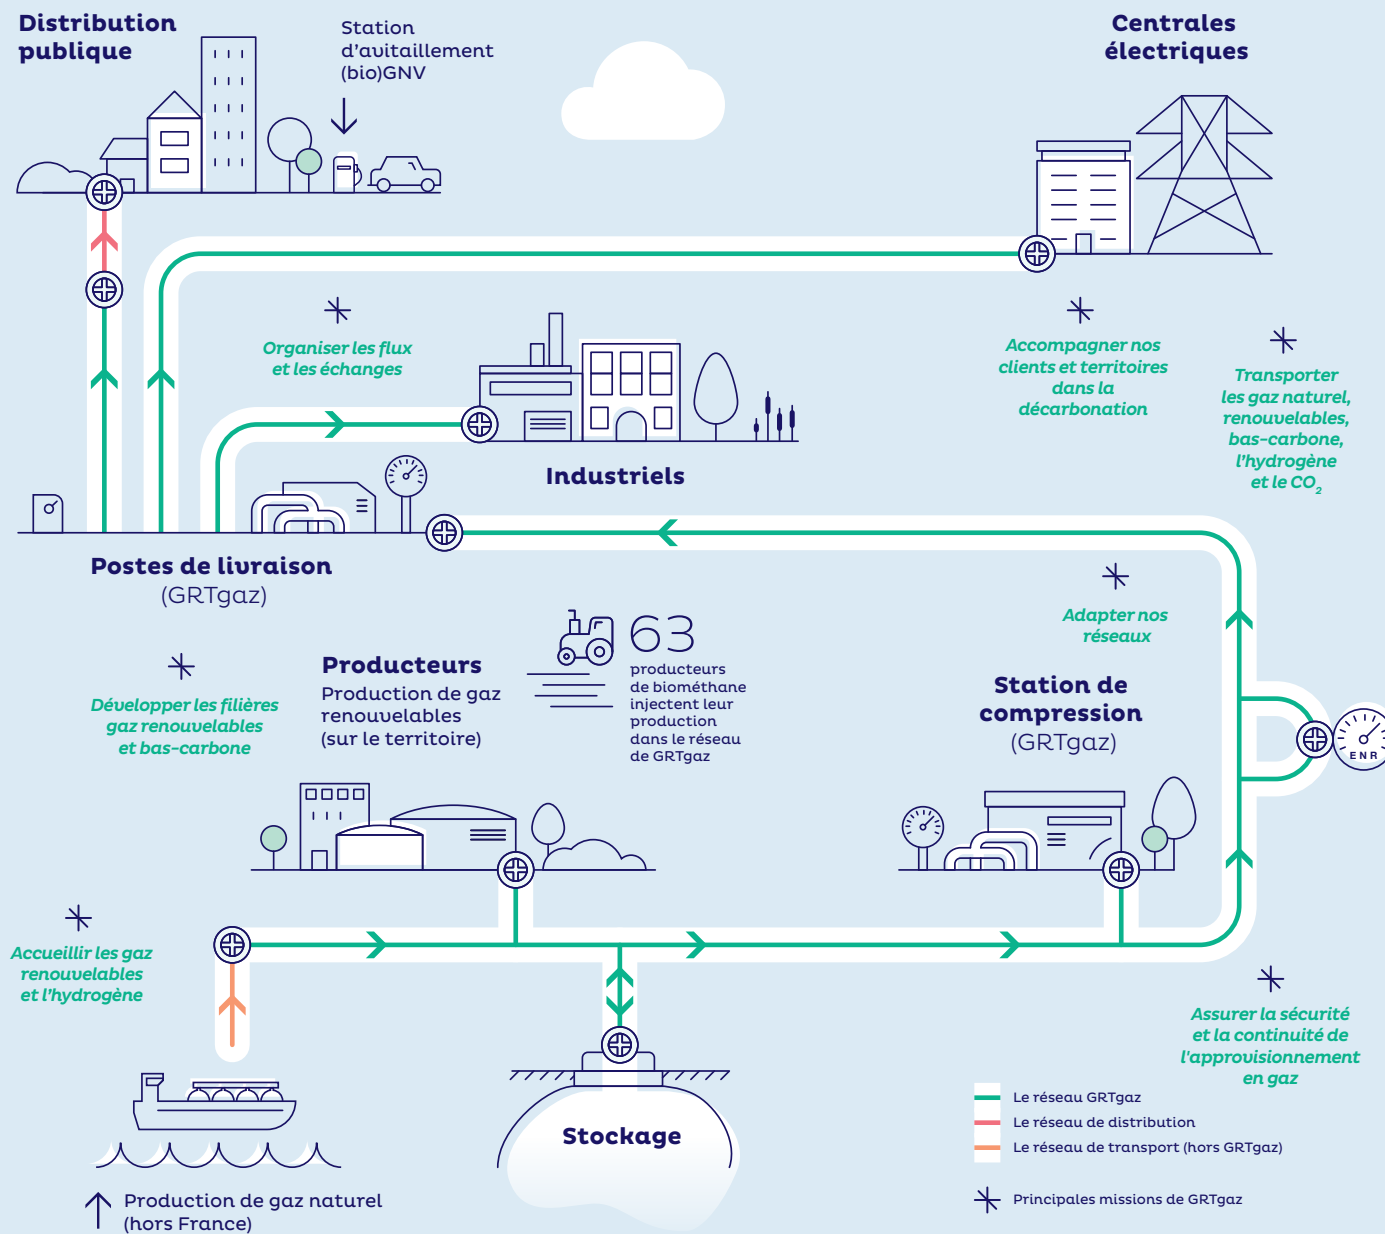 Distribution
publique
Station
d'avitaillement
(bio)GNV
Centrales
électriques
Organiser les flux
et les échanges
Accompagner nos
clients et territoires
dans la
décarbonation
Transporter
les gaz naturel,
renouvelables,
bas-carbone,
l'hydrogène
et le CO₂
Industriels
Postes de livraison
(GRTgaz)
Adapter nos
réseaux
Développer les filières
gaz renouvelables
et bas-carbone
Producteurs
Production de gaz
renouvelables
(sur le territoire)
63
producteurs
de biométhane
injectent leur
production
dans le réseau
de GRTgaz
Station de
compression
(GRTgaz)
ENR
Accueillir les gaz
renouvelables
et l'hydrogène
Assurer la sécurité
et la continuité de
l'approvisionnement
en gaz
Stockage
Production de gaz naturel
(hors France)
Le réseau GRTgaz
Le réseau de distribution
Le réseau de transport (hors GRTgaz)
Principales missions de GRTgaz